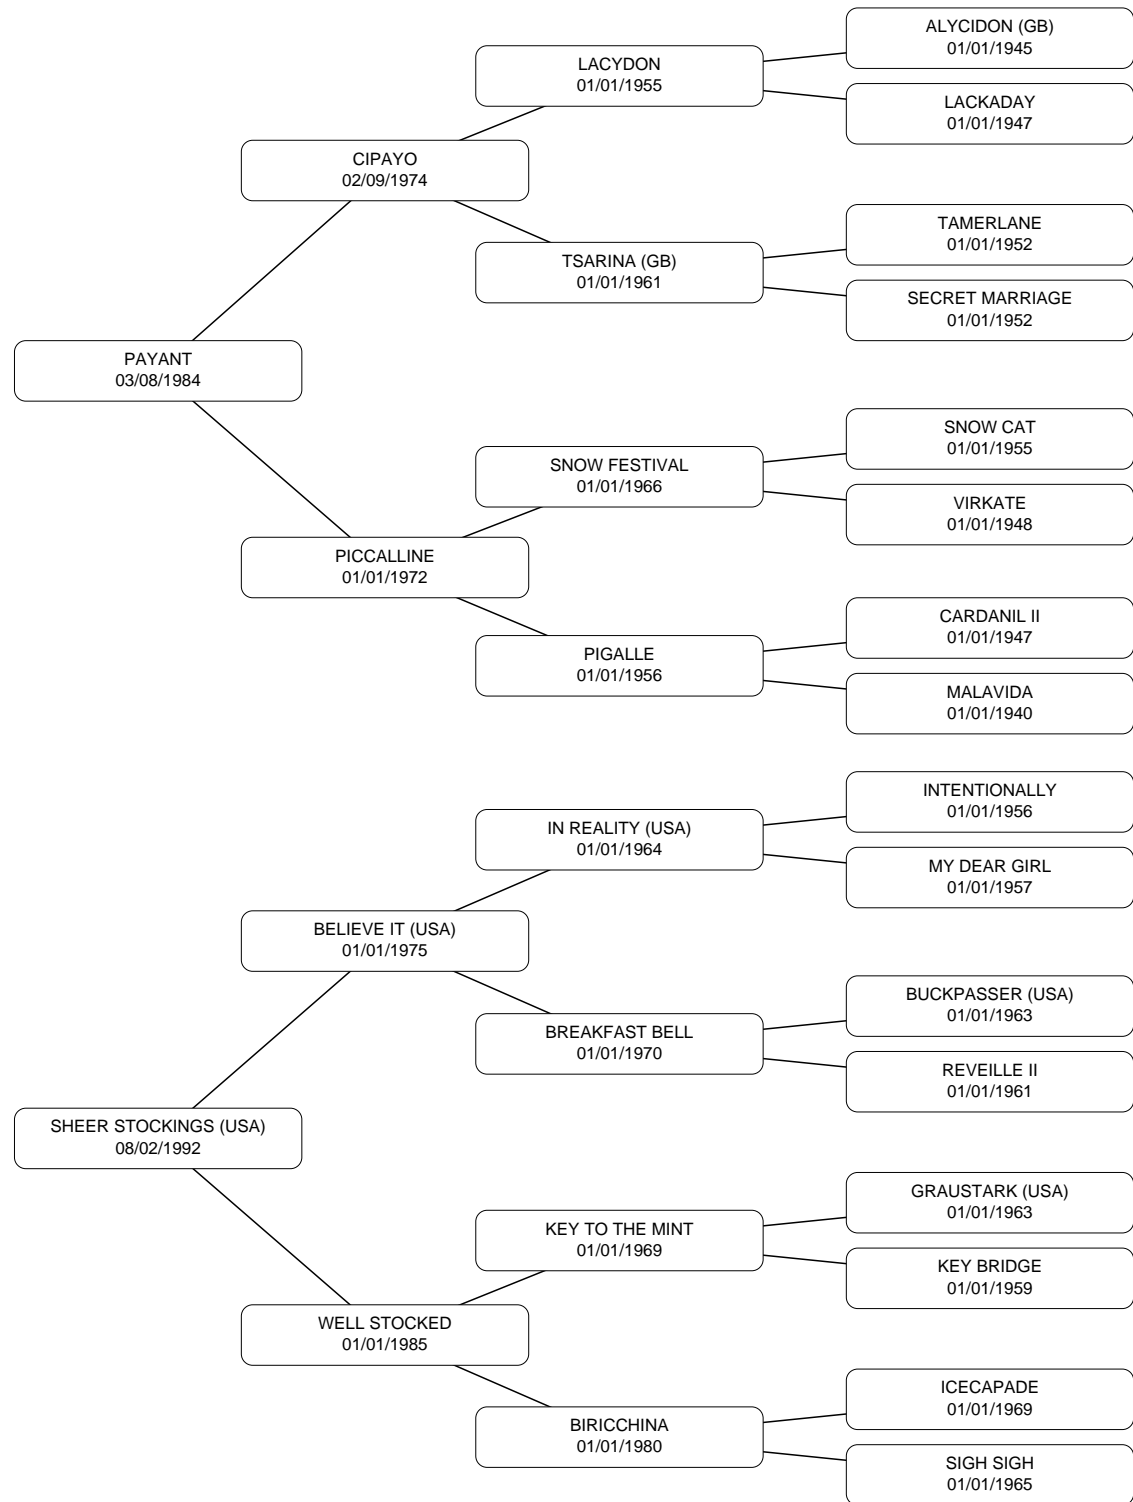 ALYCIDON (GB)
01/01/1945
LACYDON
01/01/1955
LACKADAY
01/01/1947
CIPAYO
02/09/1974
TAMERLANE
01/01/1952
TSARINA (GB)
01/01/1961
SECRET MARRIAGE
01/01/1952
PAYANT
03/08/1984
SNOW CAT
01/01/1955
SNOW FESTIVAL
01/01/1966
VIRKATE
01/01/1948
PICCALLINE
01/01/1972
CARDANIL II
01/01/1947
PIGALLE
01/01/1956
MALAVIDA
01/01/1940
INTENTIONALLY
01/01/1956
IN REALITY (USA)
01/01/1964
MY DEAR GIRL
01/01/1957
BELIEVE IT (USA)
01/01/1975
BUCKPASSER (USA)
01/01/1963
BREAKFAST BELL
01/01/1970
REVEILLE II
01/01/1961
SHEER STOCKINGS (USA)
08/02/1992
GRAUSTARK (USA)
01/01/1963
KEY TO THE MINT
01/01/1969
KEY BRIDGE
01/01/1959
WELL STOCKED
01/01/1985
ICECAPADE
01/01/1969
BIRICCHINA
01/01/1980
SIGH SIGH
01/01/1965